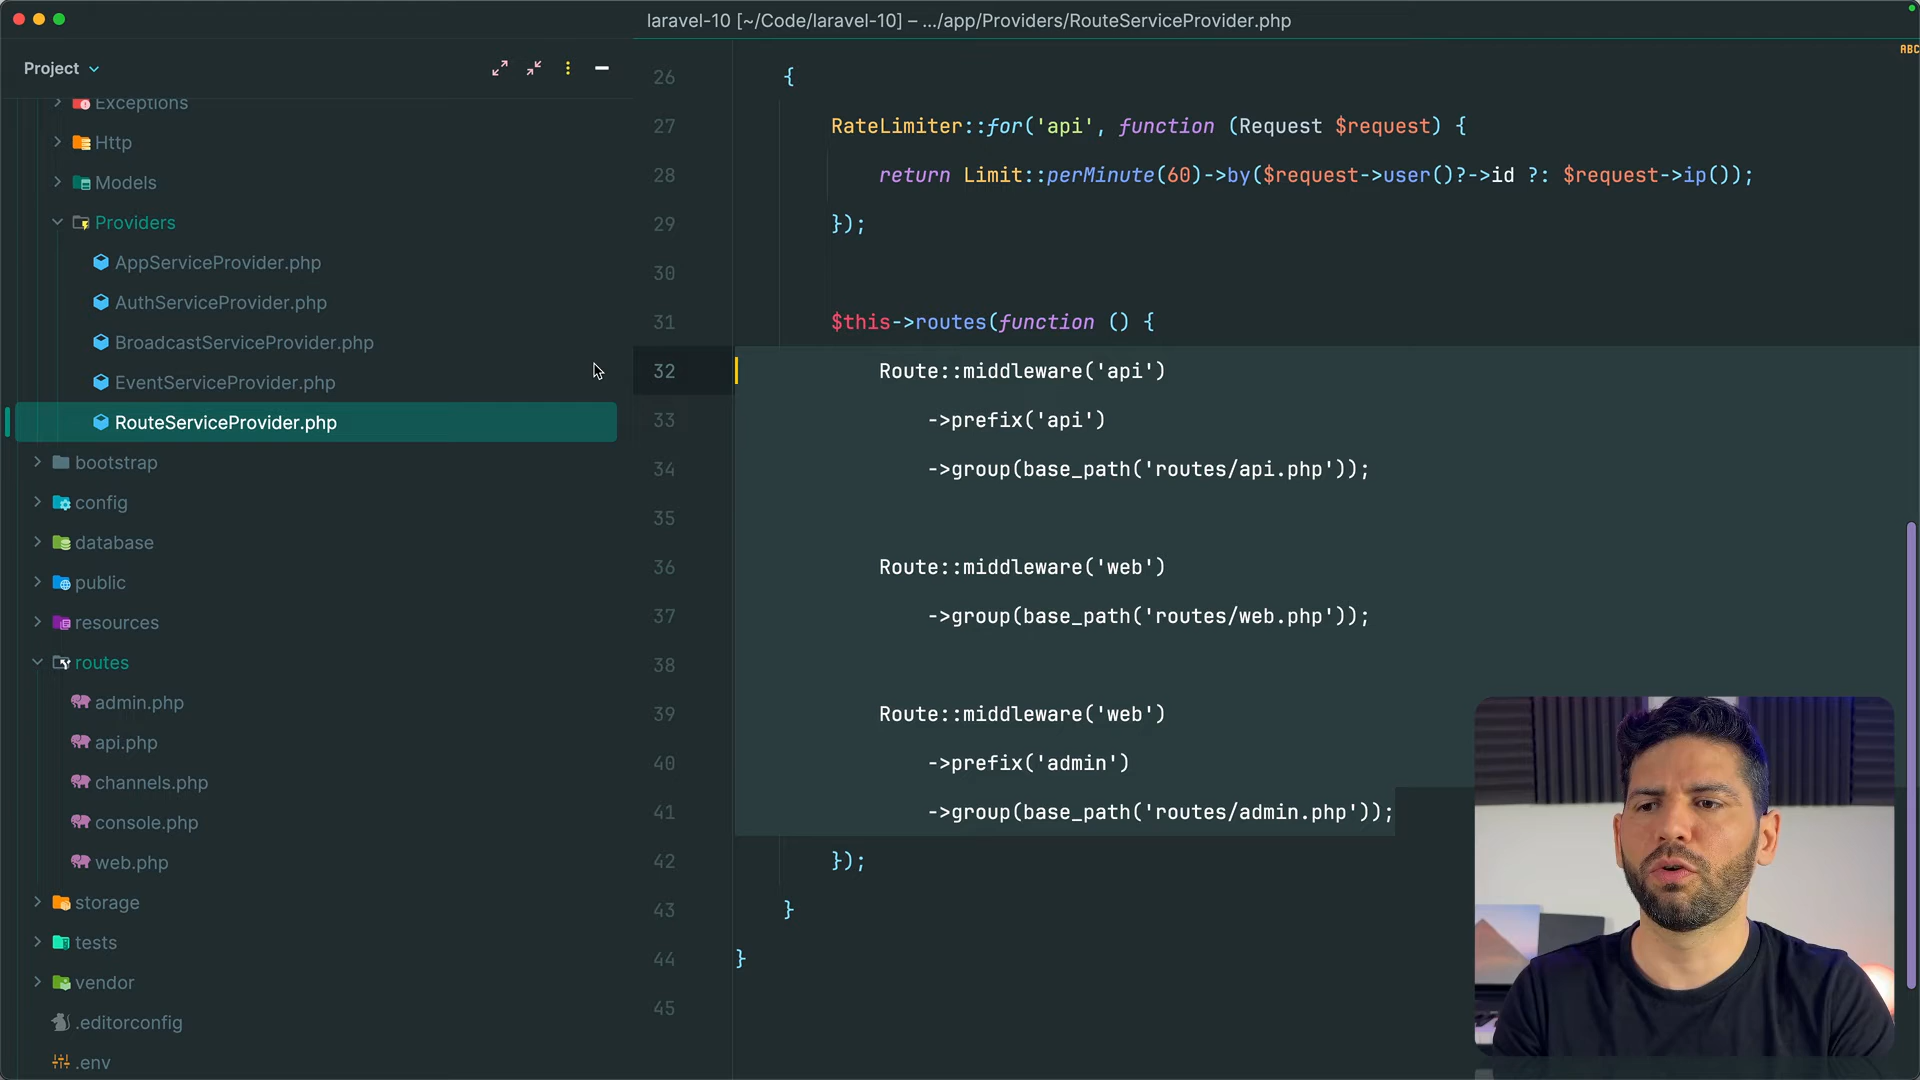 laravel-10 [~/Code/laravel-10] – .../app/Providers/RouteServiceProvider.php
ABC
Project
Exceptions
Http
Models
Providers
AppServiceProvider.php
AuthServiceProvider.php
BroadcastServiceProvider.php
EventServiceProvider.php
RouteServiceProvider.php
bootstrap
config
database
public
resources
routes
admin.php
api.php
channels.php
console.php
web.php
storage
tests
vendor
.editorconfig
.env
26 {
27 RateLimiter::for('api', function (Request $request) {
28 return Limit::perMinute(60)->by($request->user()?->id ?: $request->ip());
29 });
30
31 $this->routes(function () {
32 Route::middleware('api')
33 ->prefix('api')
34 ->group(base_path('routes/api.php'));
35
36 Route::middleware('web')
37 ->group(base_path('routes/web.php'));
38
39 Route::middleware('web')
40 ->prefix('admin')
41 ->group(base_path('routes/admin.php'));
42 });
43 }
44 }
45